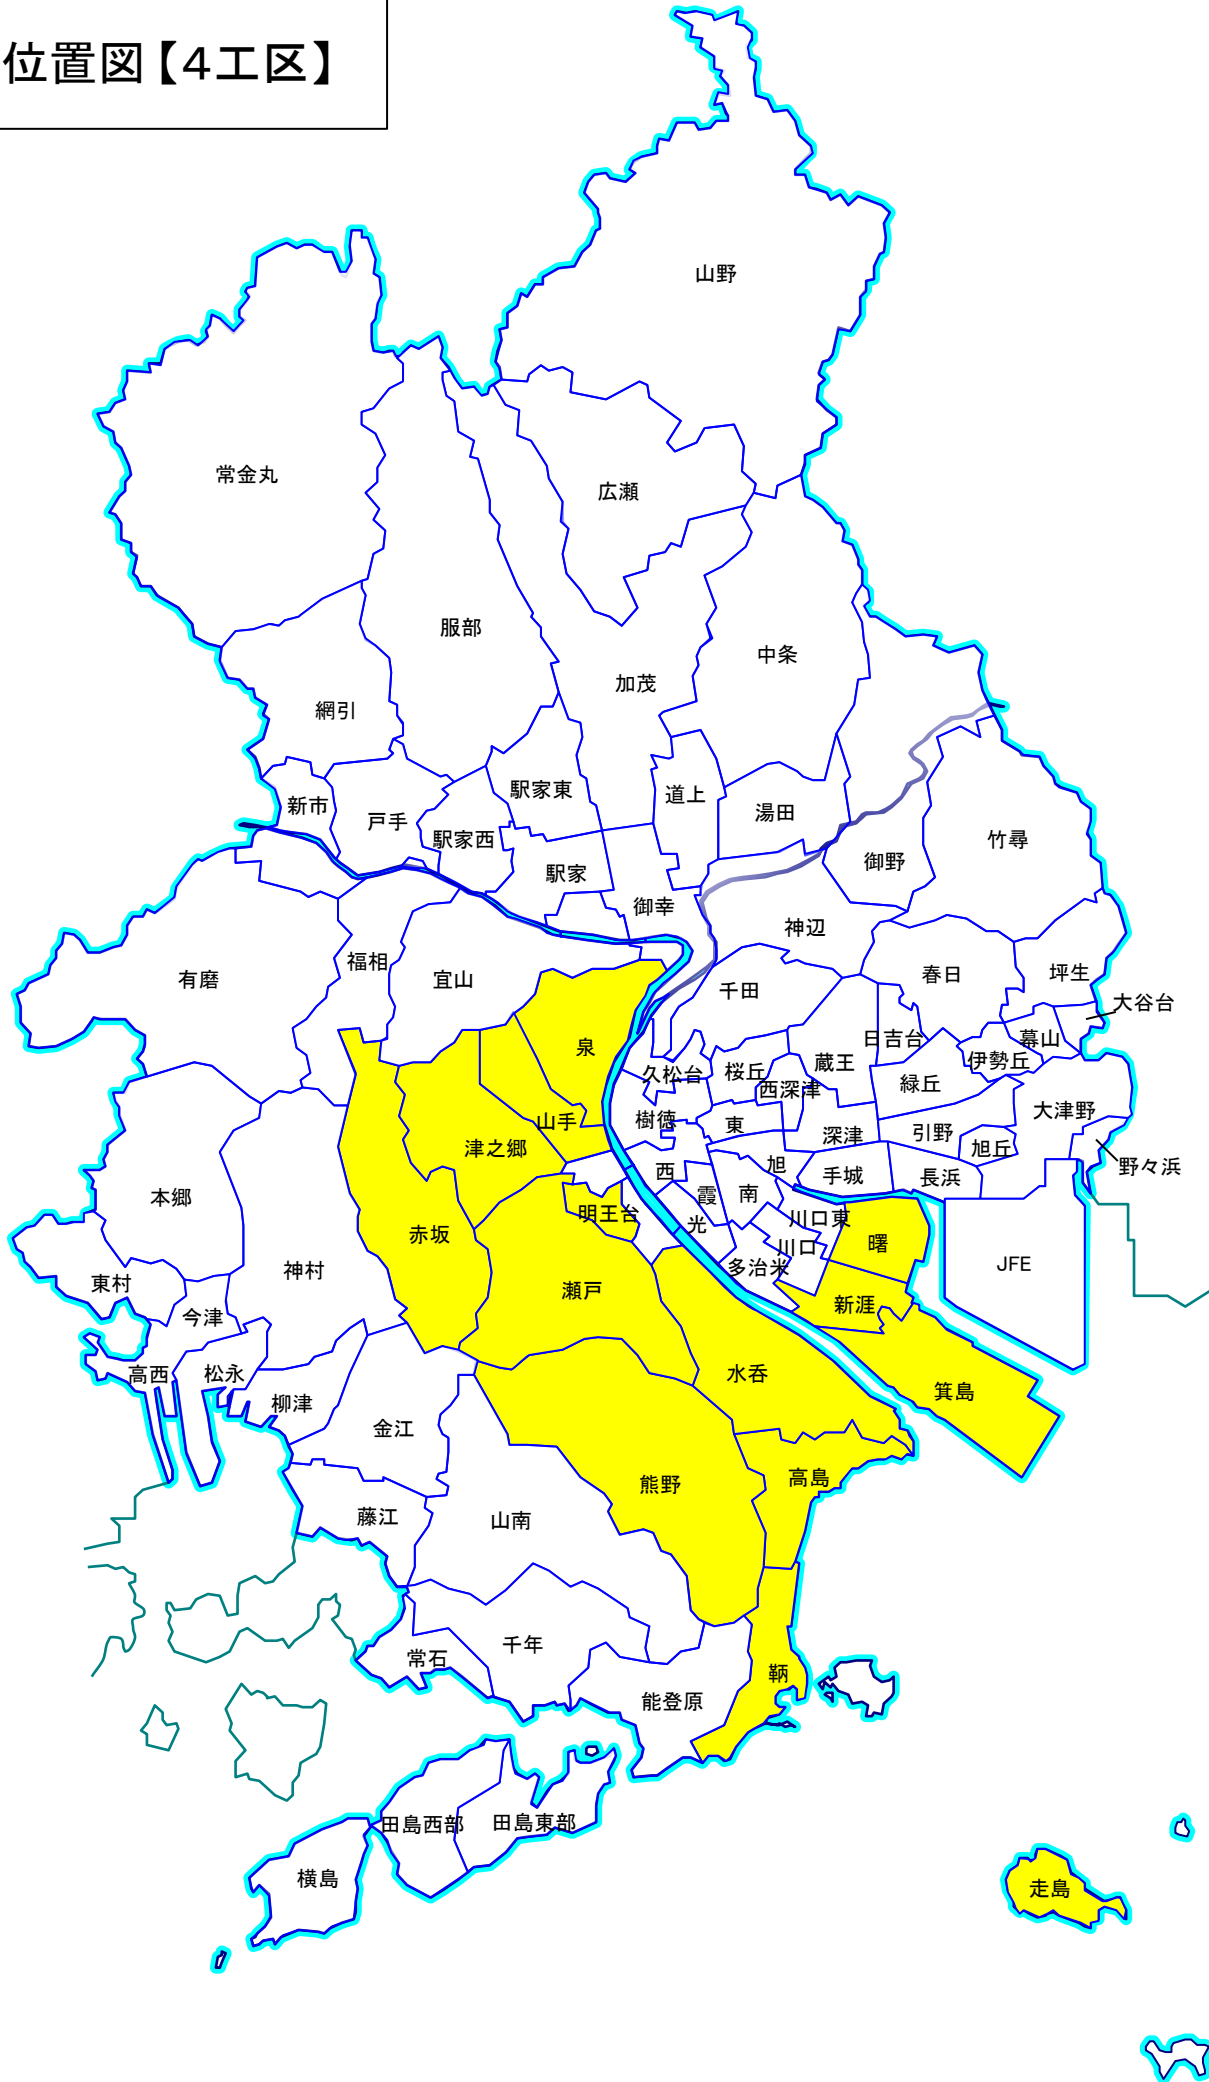 位置図【4工区】
山野
常金丸
広瀬
服部
中条
加茂
網引
駅家東
道上
新市
湯田
戸手
駅家西
竹尋
御野
駅家
御幸
神辺
福相
宜山
有磨
春日
坪生
千田
大谷台
日吉台
幕山
泉
伊勢丘
蔵王
久松台
桜丘
緑丘
西深津
大津野
山手
樹徳
東
深津
引野
津之郷
旭丘
野々浜
旭
西
手城
長浜
本郷
霞
南
明王台
光
川口東
赤坂
曙
川口
JFE
神村
多治米
東村
瀬戸
新涯
今津
高西
松永
水呑
箕島
柳津
金江
高島
熊野
藤江
山南
千年
常石
鞆
能登原
田島西部
田島東部
横島
走島